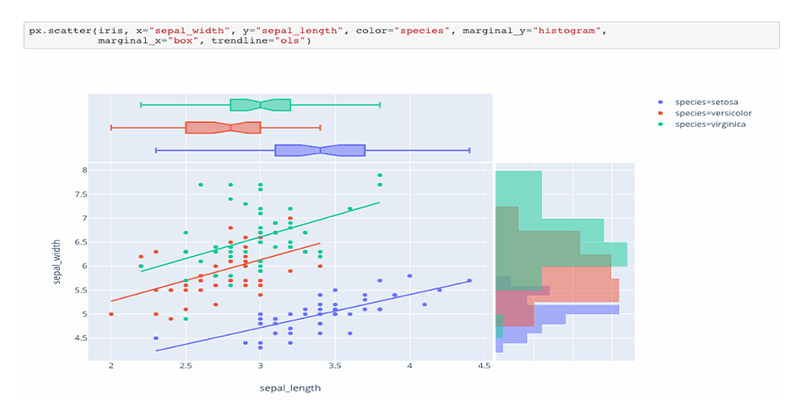 px.scatter(iris, x="sepal_width", y="sepal_length", color="species", marginal_y="histogram",
marginal_x="box", trendline="ols")
species=setosa
species=versicolor
species=virginica
8
7.5
7
6.5
6
5.5
5
4.5
sepal_width
2
2.5
3
3.5
4
4.5
sepal_length